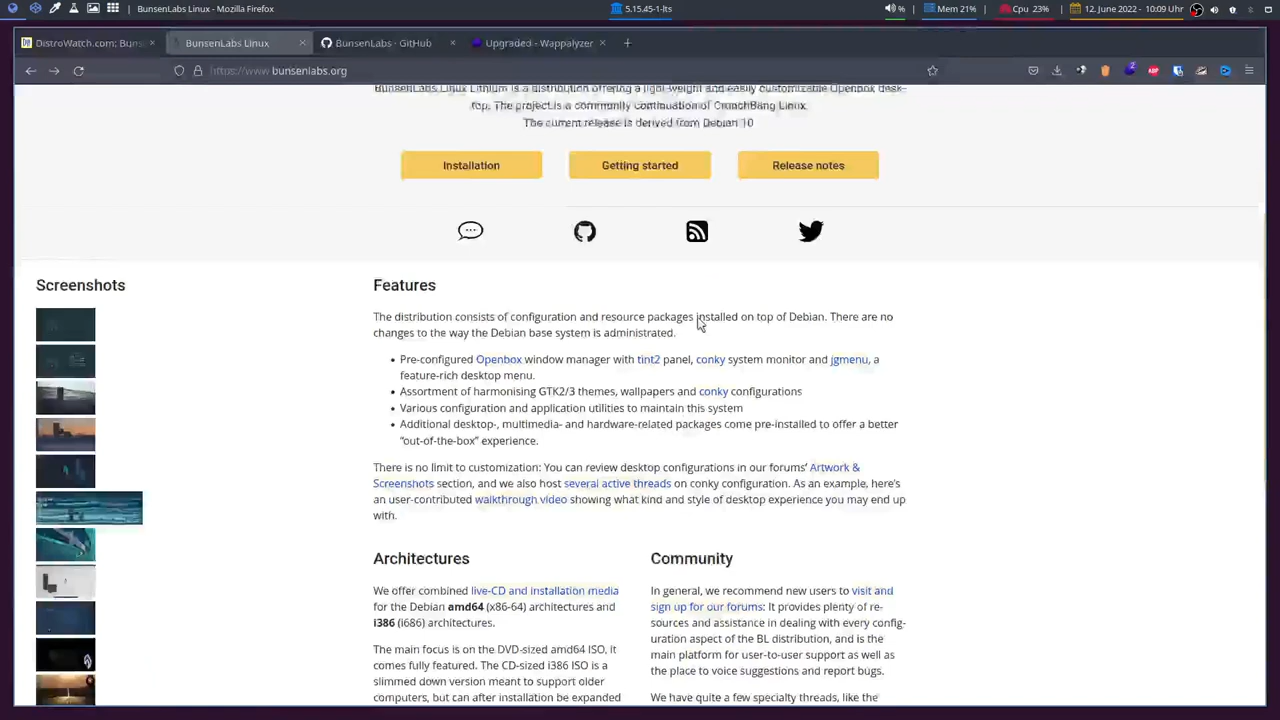 BunsenLabs Linux - Mozilla Firefox
5.15.45-1-lts
%
Mem 21%
Cpu 23%
12. June 2022 - 10:09 Uhr
DistroWatch.com: Buns
BunsenLabs Linux
BunsenLabs · GitHub
Upgraded - Wappalyzer
https://www.bunsenlabs.org
BunsenLabs Linux Lithium is a distribution offering a light-weight and easily customizable Openbox desk-
top. The project is a community continuation of CrunchBang Linux.
The current release is derived from Debian 10
Installation
Getting started
Release notes
Screenshots
Features
The distribution consists of configuration and resource packages installed on top of Debian. There are no
changes to the way the Debian base system is administrated.
• Pre-configured Openbox window manager with tint2 panel, conky system monitor and jgmenu, a
feature-rich desktop menu.
• Assortment of harmonising GTK2/3 themes, wallpapers and conky configurations
• Various configuration and application utilities to maintain this system
• Additional desktop-, multimedia- and hardware-related packages come pre-installed to offer a better
“out-of-the-box” experience.
There is no limit to customization: You can review desktop configurations in our forums’ Artwork &
Screenshots section, and we also host several active threads on conky configuration. As an example, here’s
an user-contributed walkthrough video showing what kind and style of desktop experience you may end up
with.
Architectures
We offer combined live-CD and installation media
for the Debian amd64 (x86-64) architectures and
i386 (i686) architectures.
The main focus is on the DVD-sized amd64 ISO, it
comes fully featured. The CD-sized i386 ISO is a
slimmed down version meant to support older
computers, but can after installation be expanded
Community
In general, we recommend new users to visit and
sign up for our forums: It provides plenty of re-
sources and assistance in dealing with every config-
uration aspect of the BL distribution, and is the
main platform for user-to-user support as well as
the place to voice suggestions and report bugs.
We have quite a few specialty threads, like the